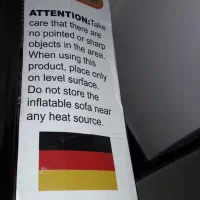 ATTENTION:Take
care that there are
no pointed or sharp
objects in the area.
When using this
product, place only
on level surface.
Do not store the
inflatable sofa near
any heat source.